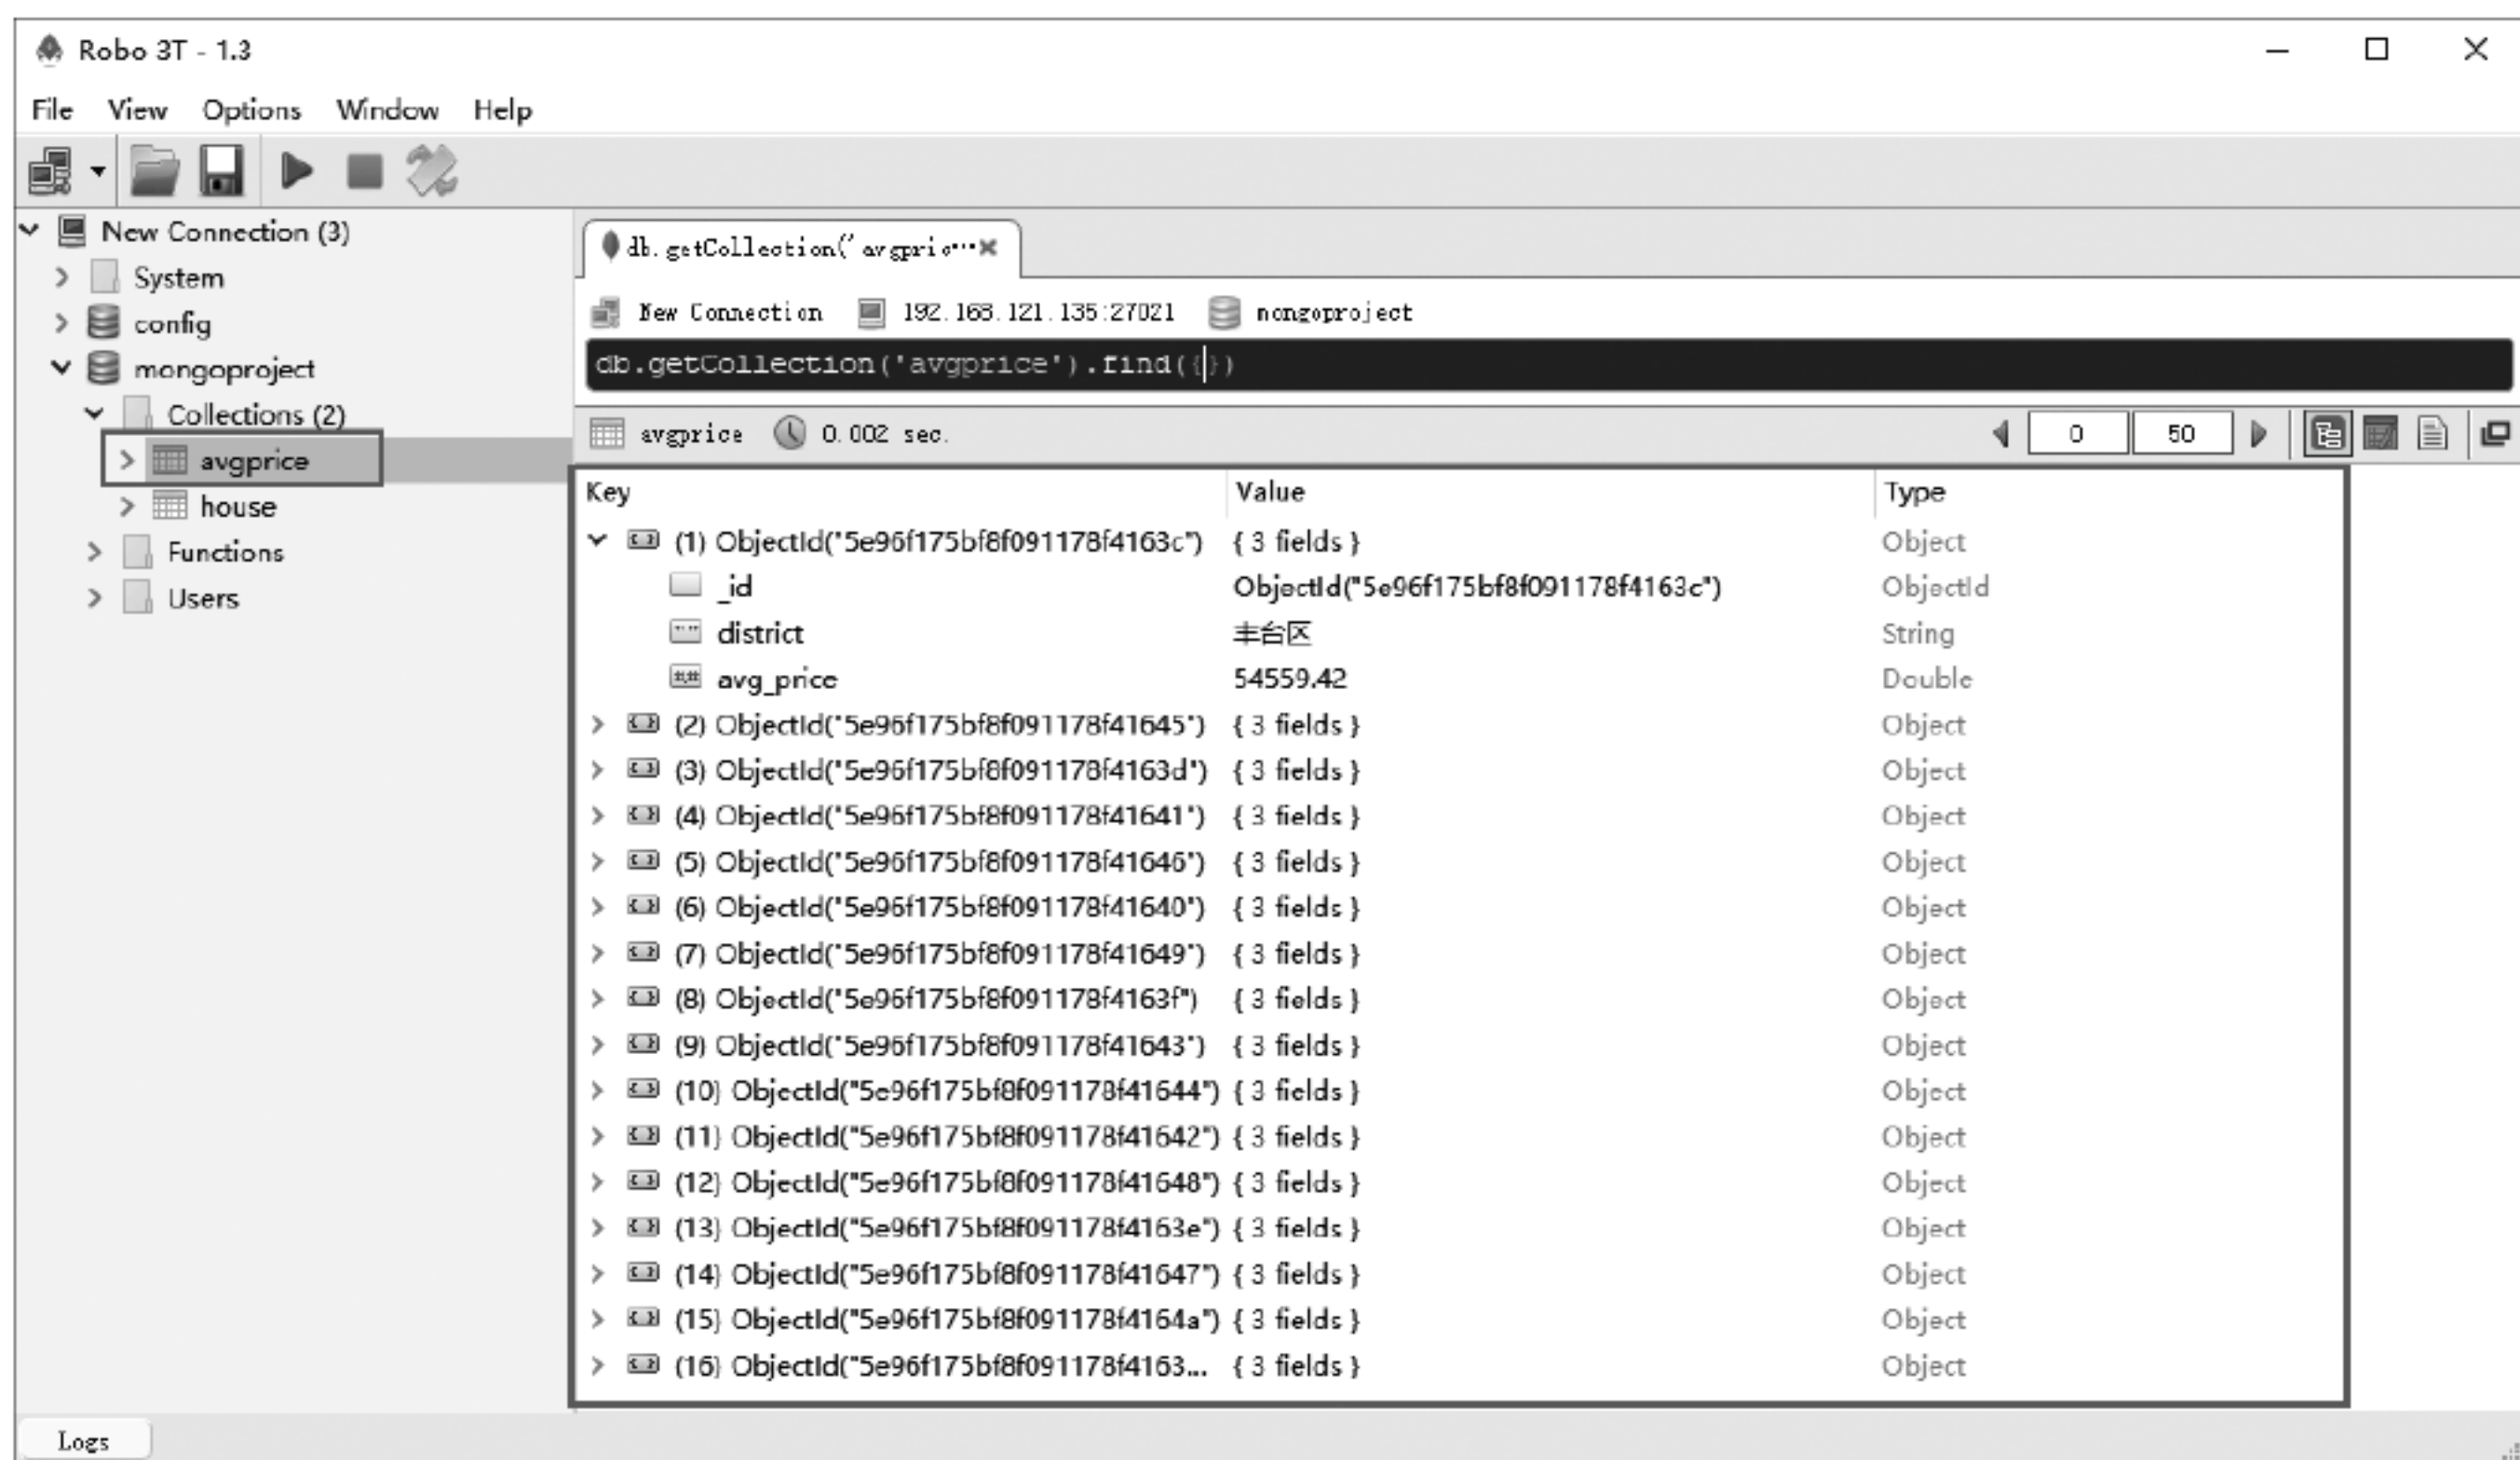 Robo 3T - 1.3
File View Options Window Help
New Connection (3)
System
config
mongoproject
Collections (2)
avgprice
house
Functions
Users
db.getCollection('avgpric...
New Connection 192.168.121.135:27021 mongoproject
db.getCollection('avgprice').find({})
avgprice 0.002 sec. 0 50
Key Value Type
(1) ObjectId("5e96f175bf8f091178f4163c") { 3 fields } Object
_id ObjectId("5e96f175bf8f091178f4163c") ObjectId
district 丰台区 String
avg_price 54559.42 Double
(2) ObjectId("5e96f175bf8f091178f41645") { 3 fields } Object
(3) ObjectId("5e96f175bf8f091178f4163d") { 3 fields } Object
(4) ObjectId("5e96f175bf8f091178f41641") { 3 fields } Object
(5) ObjectId("5e96f175bf8f091178f41646") { 3 fields } Object
(6) ObjectId("5e96f175bf8f091178f41640") { 3 fields } Object
(7) ObjectId("5e96f175bf8f091178f41649") { 3 fields } Object
(8) ObjectId("5e96f175bf8f091178f4163f") { 3 fields } Object
(9) ObjectId("5e96f175bf8f091178f41643") { 3 fields } Object
(10) ObjectId("5e96f175bf8f091178f41644") { 3 fields } Object
(11) ObjectId("5e96f175bf8f091178f41642") { 3 fields } Object
(12) ObjectId("5e96f175bf8f091178f41648") { 3 fields } Object
(13) ObjectId("5e96f175bf8f091178f4163e") { 3 fields } Object
(14) ObjectId("5e96f175bf8f091178f41647") { 3 fields } Object
(15) ObjectId("5e96f175bf8f091178f4164a") { 3 fields } Object
(16) ObjectId("5e96f175bf8f091178f4163... { 3 fields } Object
Logs